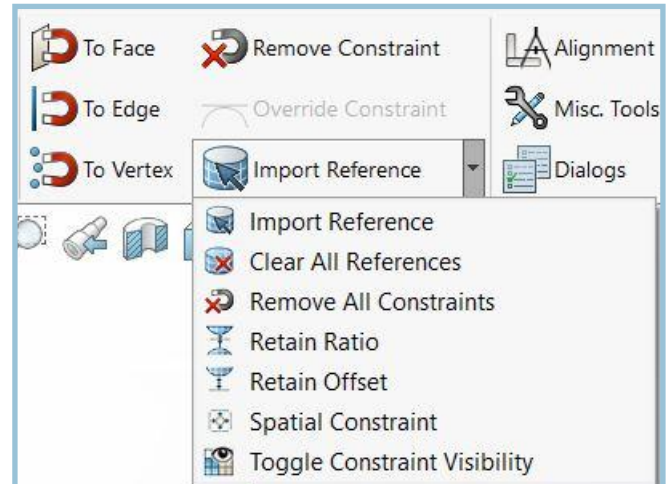 To Face
Remove Constraint
Alignment
To Edge
Override Constraint
Misc. Tools
To Vertex
Import Reference
Dialogs
Import Reference
Clear All References
Remove All Constraints
Retain Ratio
Retain Offset
Spatial Constraint
Toggle Constraint Visibility